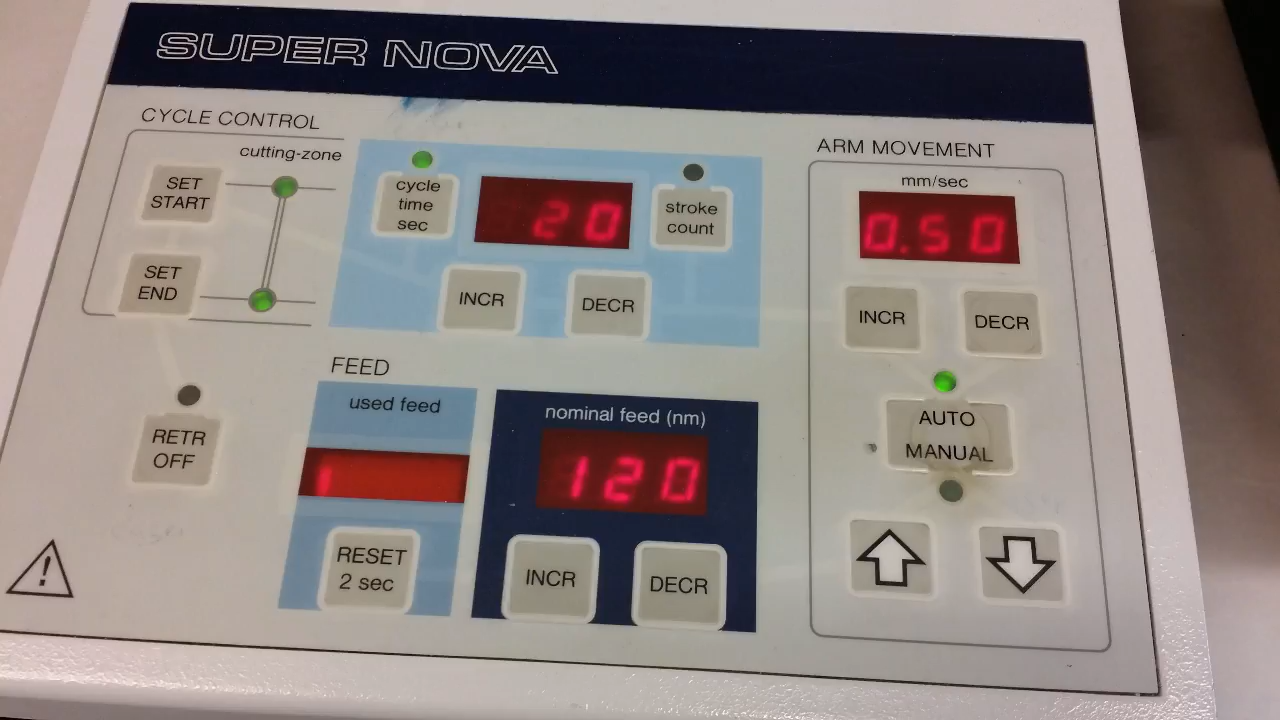 SUPER NOVA
CYCLE CONTROL
cutting-zone
SET
START
SET
END
cycle
time
sec
20
stroke
count
INCR
DECR
ARM MOVEMENT
mm/sec
0.50
INCR
DECR
AUTO
MANUAL
RETR
OFF
FEED
used feed
1
RESET
2 sec
nominal feed (nm)
120
INCR
DECR
!